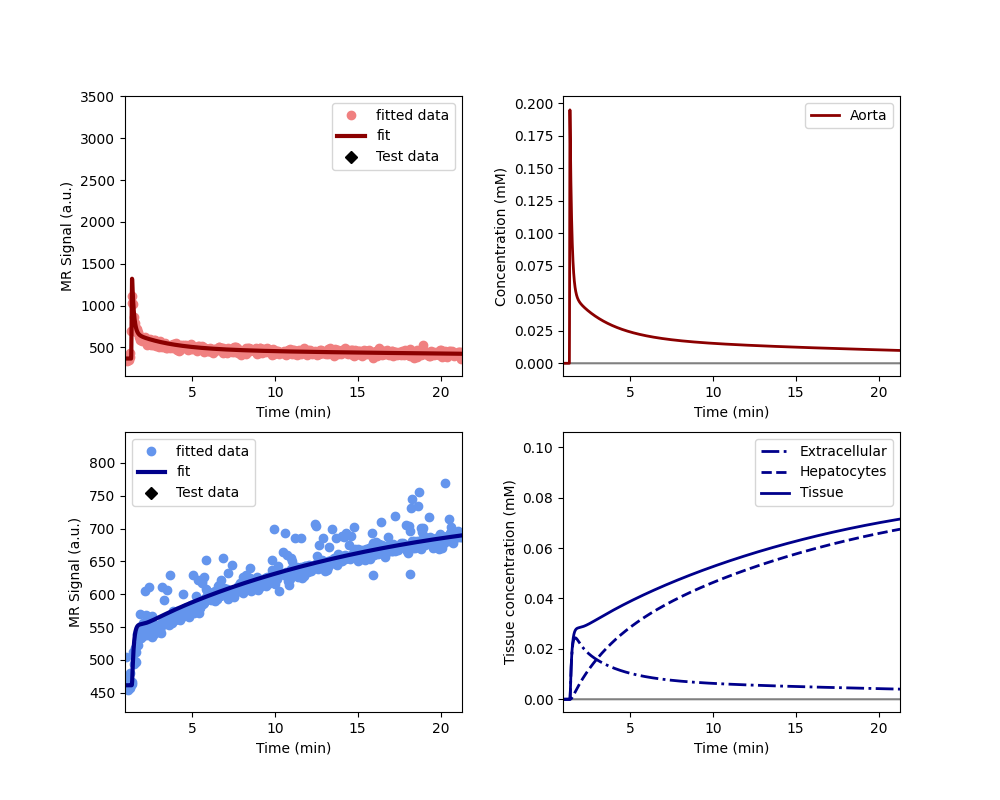 3500
3000
2500
2000
1500
1000
500
MR Signal (a.u.)
fitted data
fit
Test data
5
10
15
20
Time (min)
0.200
0.175
0.150
0.125
0.100
0.075
0.050
0.025
0.000
Concentration (mM)
Aorta
5
10
15
20
Time (min)
800
750
700
650
600
550
500
450
MR Signal (a.u.)
fitted data
fit
Test data
5
10
15
20
Time (min)
0.10
0.08
0.06
0.04
0.02
0.00
Tissue concentration (mM)
Extracellular
Hepatocytes
Tissue
5
10
15
20
Time (min)